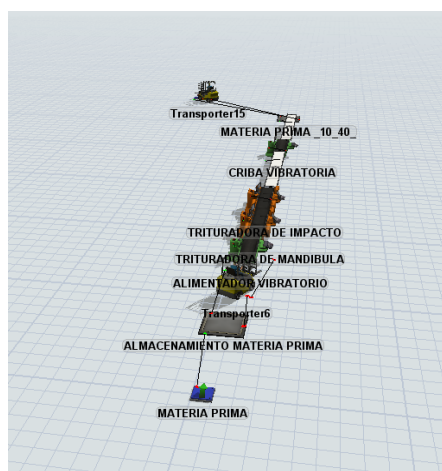 Transporter15
MATERIA PRIMA _10_40_
CRIBA VIBRATORIA
TRITURADORA DE IMPACTO
TRITURADORA DE MANDIBULA
ALIMENTADOR VIBRATORIO
Transporter6
ALMACENAMIENTO MATERIA PRIMA
MATERIA PRIMA